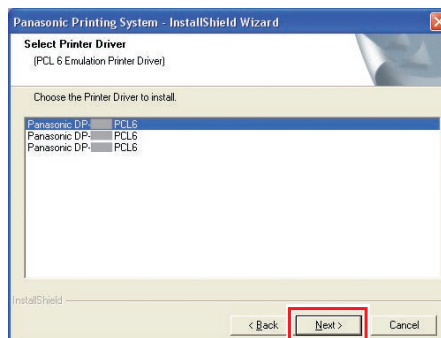 Panasonic Printing System - InstallShield Wizard
Select Printer Driver
(PCL 6 Emulation Printer Driver)
Choose the Printer Driver to install.
Panasonic DP- PCL6
Panasonic DP- PCL6
Panasonic DP- PCL6
InstallShield
< Back Next > Cancel